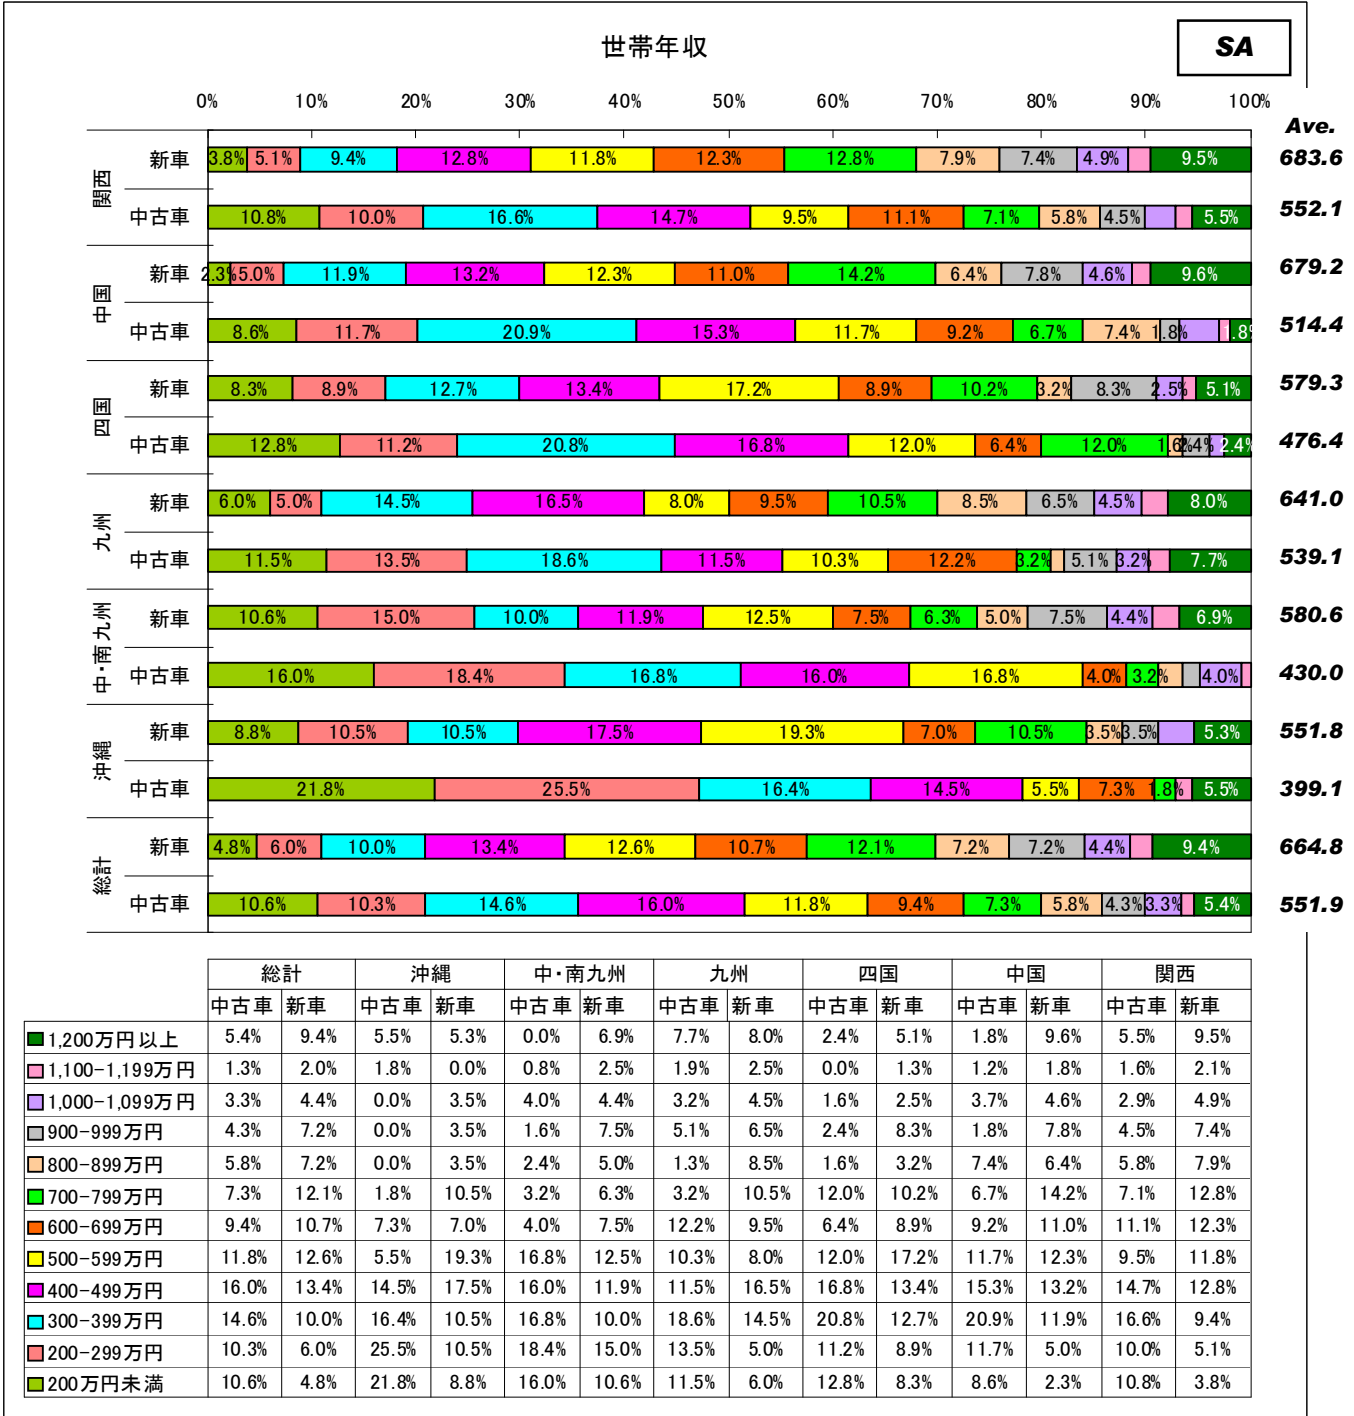 世帯年収
SA
0% 10% 20% 30% 40% 50% 60% 70% 80% 90% 100%
Ave.
関西
新車 3.8% 5.1% 9.4% 12.8% 11.8% 12.3% 12.8% 7.9% 7.4% 4.9% 9.5% 683.6
中古車 10.8% 10.0% 16.6% 14.7% 9.5% 11.1% 7.1% 5.8% 4.5% 5.5% 552.1
中国
新車 2.3% 5.0% 11.9% 13.2% 12.3% 11.0% 14.2% 6.4% 7.8% 4.6% 9.6% 679.2
中古車 8.6% 11.7% 20.9% 15.3% 11.7% 9.2% 6.7% 7.4% 1.8% 1.8% 514.4
四国
新車 8.3% 8.9% 12.7% 13.4% 17.2% 8.9% 10.2% 3.2% 8.3% 2.5% 5.1% 579.3
中古車 12.8% 11.2% 20.8% 16.8% 12.0% 6.4% 12.0% 1.6% 2.4% 2.4% 476.4
九州
新車 6.0% 5.0% 14.5% 16.5% 8.0% 9.5% 10.5% 8.5% 6.5% 4.5% 8.0% 641.0
中古車 11.5% 13.5% 18.6% 11.5% 10.3% 12.2% 3.2% 5.1% 3.2% 7.7% 539.1
中・南九州
新車 10.6% 15.0% 10.0% 11.9% 12.5% 7.5% 6.3% 5.0% 7.5% 4.4% 6.9% 580.6
中古車 16.0% 18.4% 16.8% 16.0% 16.8% 4.0% 3.2% 4.0% 430.0
沖縄
新車 8.8% 10.5% 10.5% 17.5% 19.3% 7.0% 10.5% 3.5% 3.5% 5.3% 551.8
中古車 21.8% 25.5% 16.4% 14.5% 5.5% 7.3% 1.8% 5.5% 399.1
総計
新車 4.8% 6.0% 10.0% 13.4% 12.6% 10.7% 12.1% 7.2% 7.2% 4.4% 9.4% 664.8
中古車 10.6% 10.3% 14.6% 16.0% 11.8% 9.4% 7.3% 5.8% 4.3% 3.3% 5.4% 551.9
総計 沖縄 中・南九州 九州 四国 中国 関西
中古車 新車 中古車 新車 中古車 新車 中古車 新車 中古車 新車 中古車 新車 中古車 新車
1,200万円以上 5.4% 9.4% 5.5% 5.3% 0.0% 6.9% 7.7% 8.0% 2.4% 5.1% 1.8% 9.6% 5.5% 9.5%
1,100-1,199万円 1.3% 2.0% 1.8% 0.0% 0.8% 2.5% 1.9% 2.5% 0.0% 1.3% 1.2% 1.8% 1.6% 2.1%
1,000-1,099万円 3.3% 4.4% 0.0% 3.5% 4.0% 4.4% 3.2% 4.5% 1.6% 2.5% 3.7% 4.6% 2.9% 4.9%
900-999万円 4.3% 7.2% 0.0% 3.5% 1.6% 7.5% 5.1% 6.5% 2.4% 8.3% 1.8% 7.8% 4.5% 7.4%
800-899万円 5.8% 7.2% 0.0% 3.5% 2.4% 5.0% 1.3% 8.5% 1.6% 3.2% 7.4% 6.4% 5.8% 7.9%
700-799万円 7.3% 12.1% 1.8% 10.5% 3.2% 6.3% 3.2% 10.5% 12.0% 10.2% 6.7% 14.2% 7.1% 12.8%
600-699万円 9.4% 10.7% 7.3% 7.0% 4.0% 7.5% 12.2% 9.5% 6.4% 8.9% 9.2% 11.0% 11.1% 12.3%
500-599万円 11.8% 12.6% 5.5% 19.3% 16.8% 12.5% 10.3% 8.0% 12.0% 17.2% 11.7% 12.3% 9.5% 11.8%
400-499万円 16.0% 13.4% 14.5% 17.5% 16.0% 11.9% 11.5% 16.5% 16.8% 13.4% 15.3% 13.2% 14.7% 12.8%
300-399万円 14.6% 10.0% 16.4% 10.5% 16.8% 10.0% 18.6% 14.5% 20.8% 12.7% 20.9% 11.9% 16.6% 9.4%
200-299万円 10.3% 6.0% 25.5% 10.5% 18.4% 15.0% 13.5% 5.0% 11.2% 8.9% 11.7% 5.0% 10.0% 5.1%
200万円未満 10.6% 4.8% 21.8% 8.8% 16.0% 10.6% 11.5% 6.0% 12.8% 8.3% 8.6% 2.3% 10.8% 3.8%